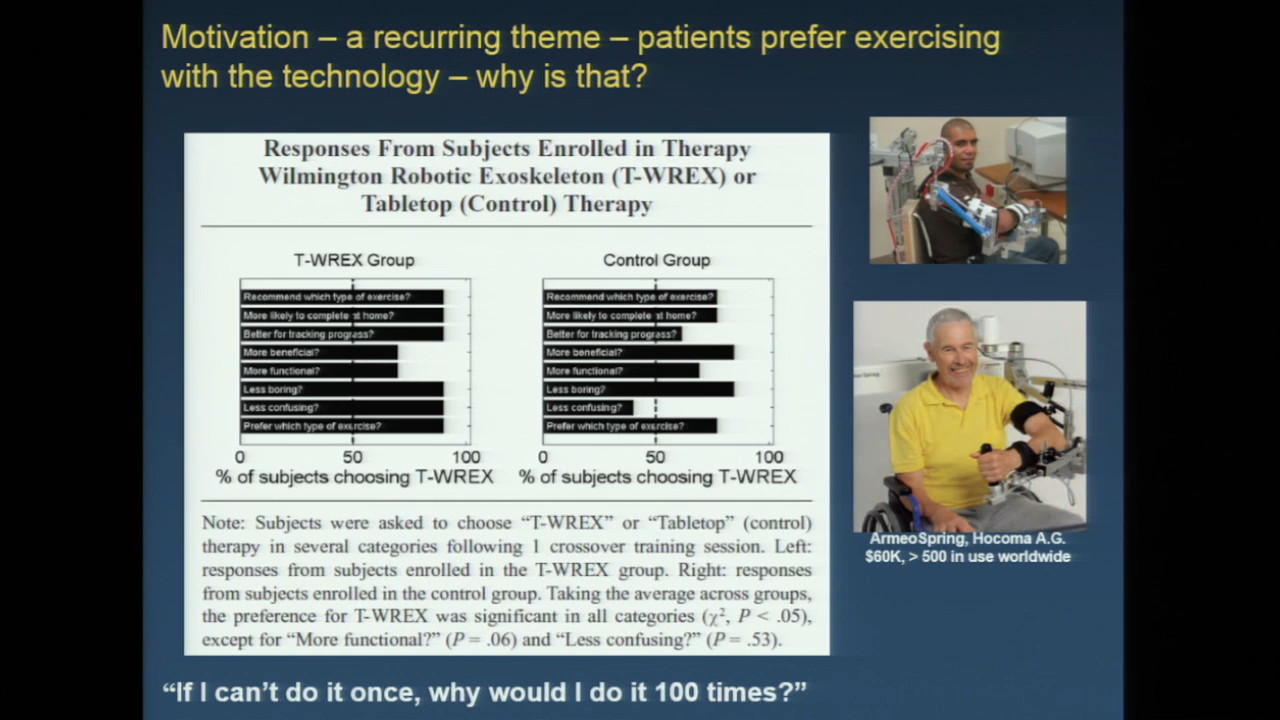 Motivation – a recurring theme – patients prefer exercising
with the technology – why is that?
Responses From Subjects Enrolled in Therapy
Wilmington Robotic Exoskeleton (T-WREX) or
Tabletop (Control) Therapy
T-WREX Group
Recommend which type of exercise?
More likely to complete at home?
Better for tracking progress?
More beneficial?
More functional?
Less boring?
Less confusing?
Prefer which type of exercise?
0 50 100
% of subjects choosing T-WREX
Control Group
Recommend which type of exercise?
More likely to complete at home?
Better for tracking progress?
More beneficial?
More functional?
Less boring?
Less confusing?
Prefer which type of exercise?
0 50 100
% of subjects choosing T-WREX
Note: Subjects were asked to choose “T-WREX” or “Tabletop” (control)
therapy in several categories following 1 crossover training session. Left:
responses from subjects enrolled in the T-WREX group. Right: responses
from subjects enrolled in the control group. Taking the average across groups,
the preference for T-WREX was significant in all categories (χ², P < .05),
except for “More functional?” (P = .06) and “Less confusing?” (P = .53).
ArmeoSpring, Hocoma A.G.
$60K, > 500 in use worldwide
“If I can’t do it once, why would I do it 100 times?”